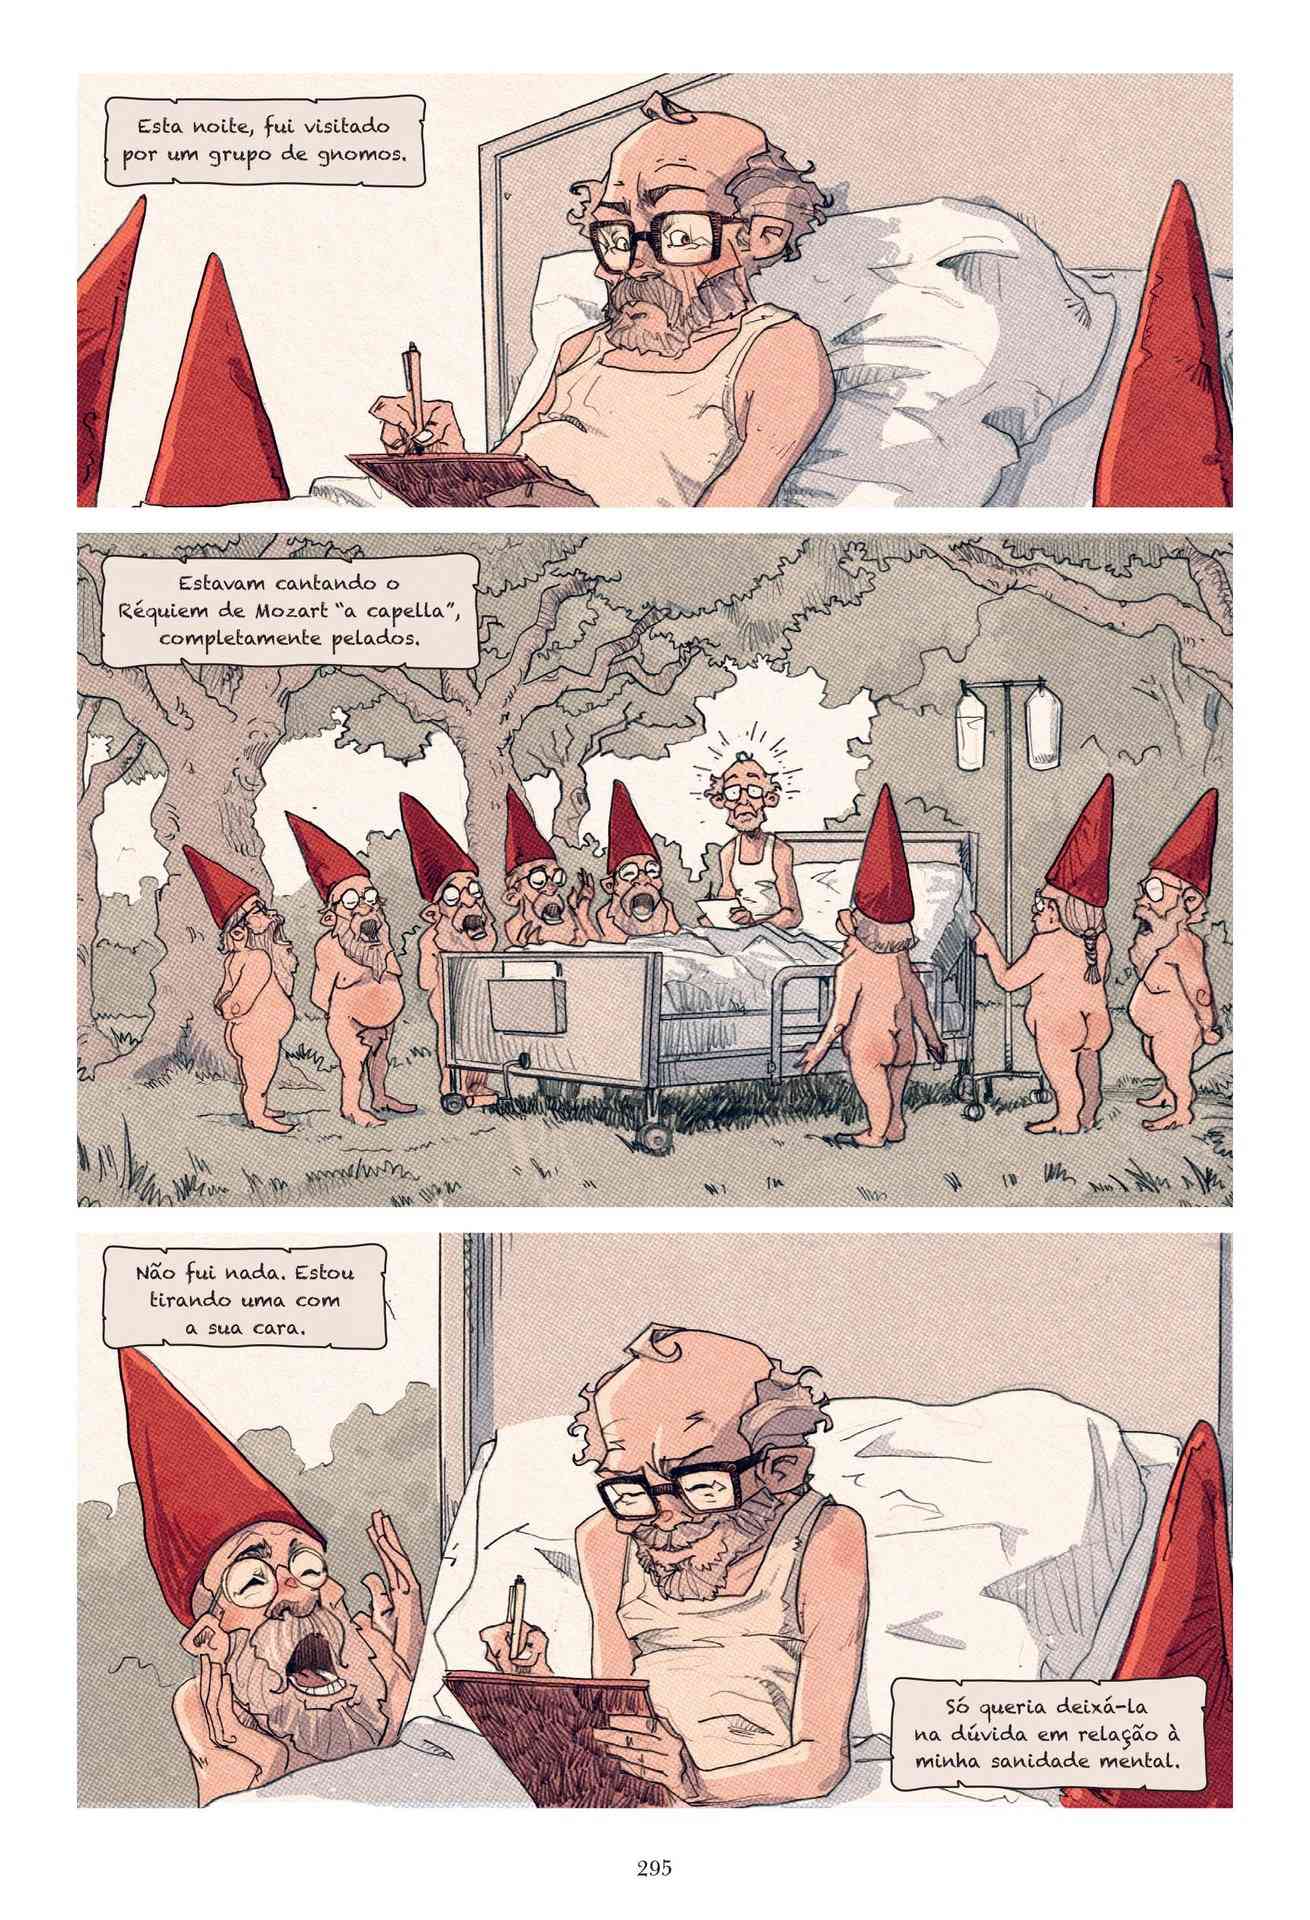 Esta noite, fui visitado
por um grupo de gnomos.
Estavam cantando o
Réquiem de Mozart “a capella”,
completamente pelados.
Não fui nada. Estou
tirando uma com
a sua cara.
Só queria deixá-la
na dúvida em relação à
minha sanidade mental.
295